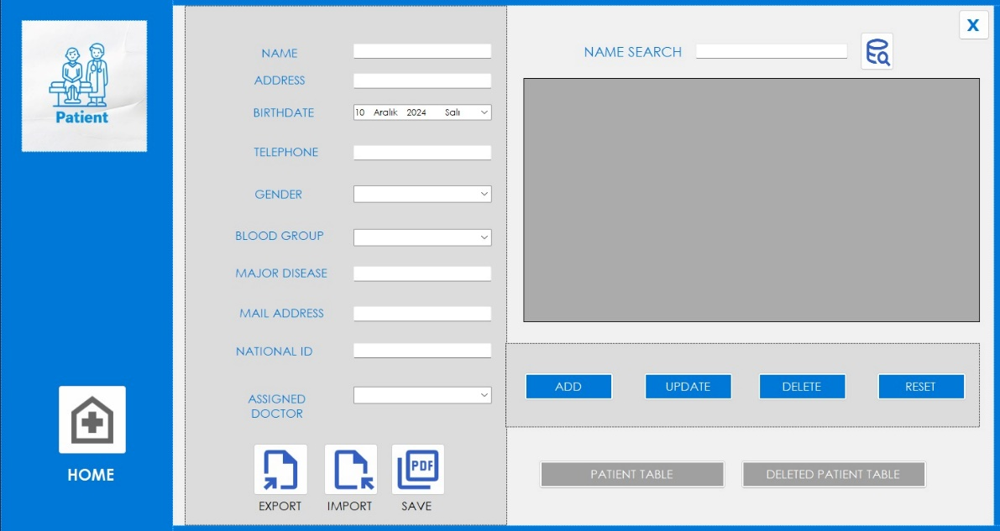 Patient
HOME
NAME
ADDRESS
BIRTHDATE
10 Aralık 2024 Salı
TELEPHONE
GENDER
BLOOD GROUP
MAJOR DISEASE
MAIL ADDRESS
NATIONAL ID
ASSIGNED
DOCTOR
PDF
EXPORT IMPORT SAVE
X
NAME SEARCH
ADD UPDATE DELETE RESET
PATIENT TABLE DELETED PATIENT TABLE